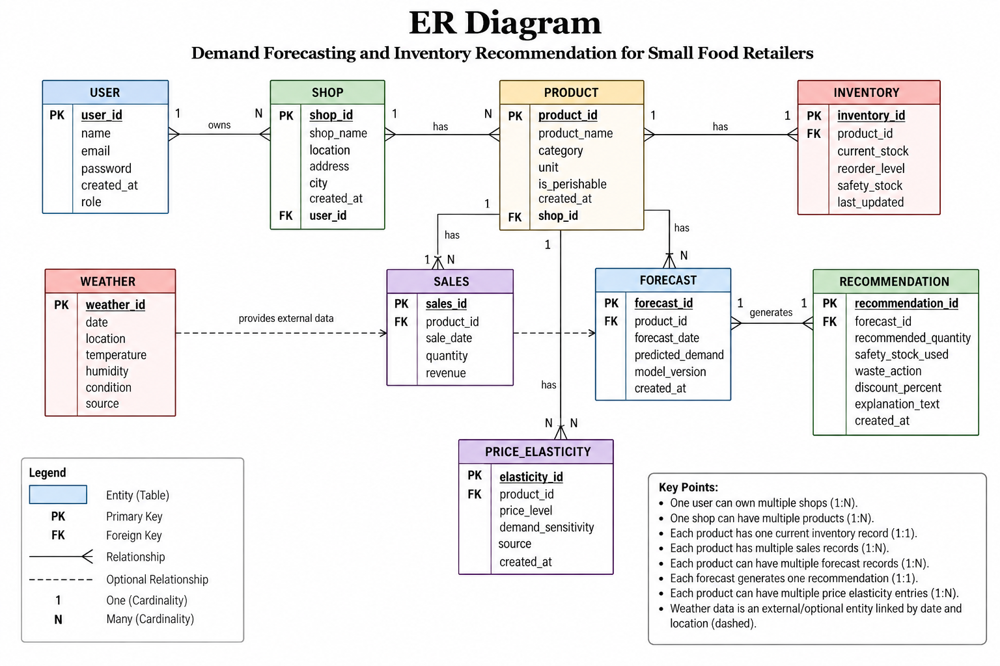 ER Diagram
Demand Forecasting and Inventory Recommendation for Small Food Retailers
USER
PK user_id
name
email
password
created_at
role
1 N
owns
SHOP
PK shop_id
shop_name
location
address
city
created_at
FK user_id
1 N
has
PRODUCT
PK product_id
product_name
category
unit
is_perishable
created_at
FK shop_id
1 1
has
INVENTORY
PK inventory_id
FK product_id
current_stock
reorder_level
safety_stock
last_updated
1
has
1 N
1
has
N
WEATHER
PK weather_id
date
location
temperature
humidity
condition
source
provides external data
SALES
PK sales_id
FK product_id
sale_date
quantity
revenue
FORECAST
PK forecast_id
FK product_id
forecast_date
predicted_demand
model_version
created_at
1 1
generates
RECOMMENDATION
PK recommendation_id
FK forecast_id
recommended_quantity
safety_stock_used
waste_action
discount_percent
explanation_text
created_at
has
N N
PRICE_ELASTICITY
PK elasticity_id
FK product_id
price_level
demand_sensitivity
source
created_at
Legend
Entity (Table)
PK Primary Key
FK Foreign Key
Relationship
Optional Relationship
1 One (Cardinality)
N Many (Cardinality)
Key Points:
• One user can own multiple shops (1:N).
• One shop can have multiple products (1:N).
• Each product has one current inventory record (1:1).
• Each product has multiple sales records (1:N).
• Each product can have multiple forecast records (1:N).
• Each forecast generates one recommendation (1:1).
• Each product can have multiple price elasticity entries (1:N).
• Weather data is an external/optional entity linked by date and
location (dashed).